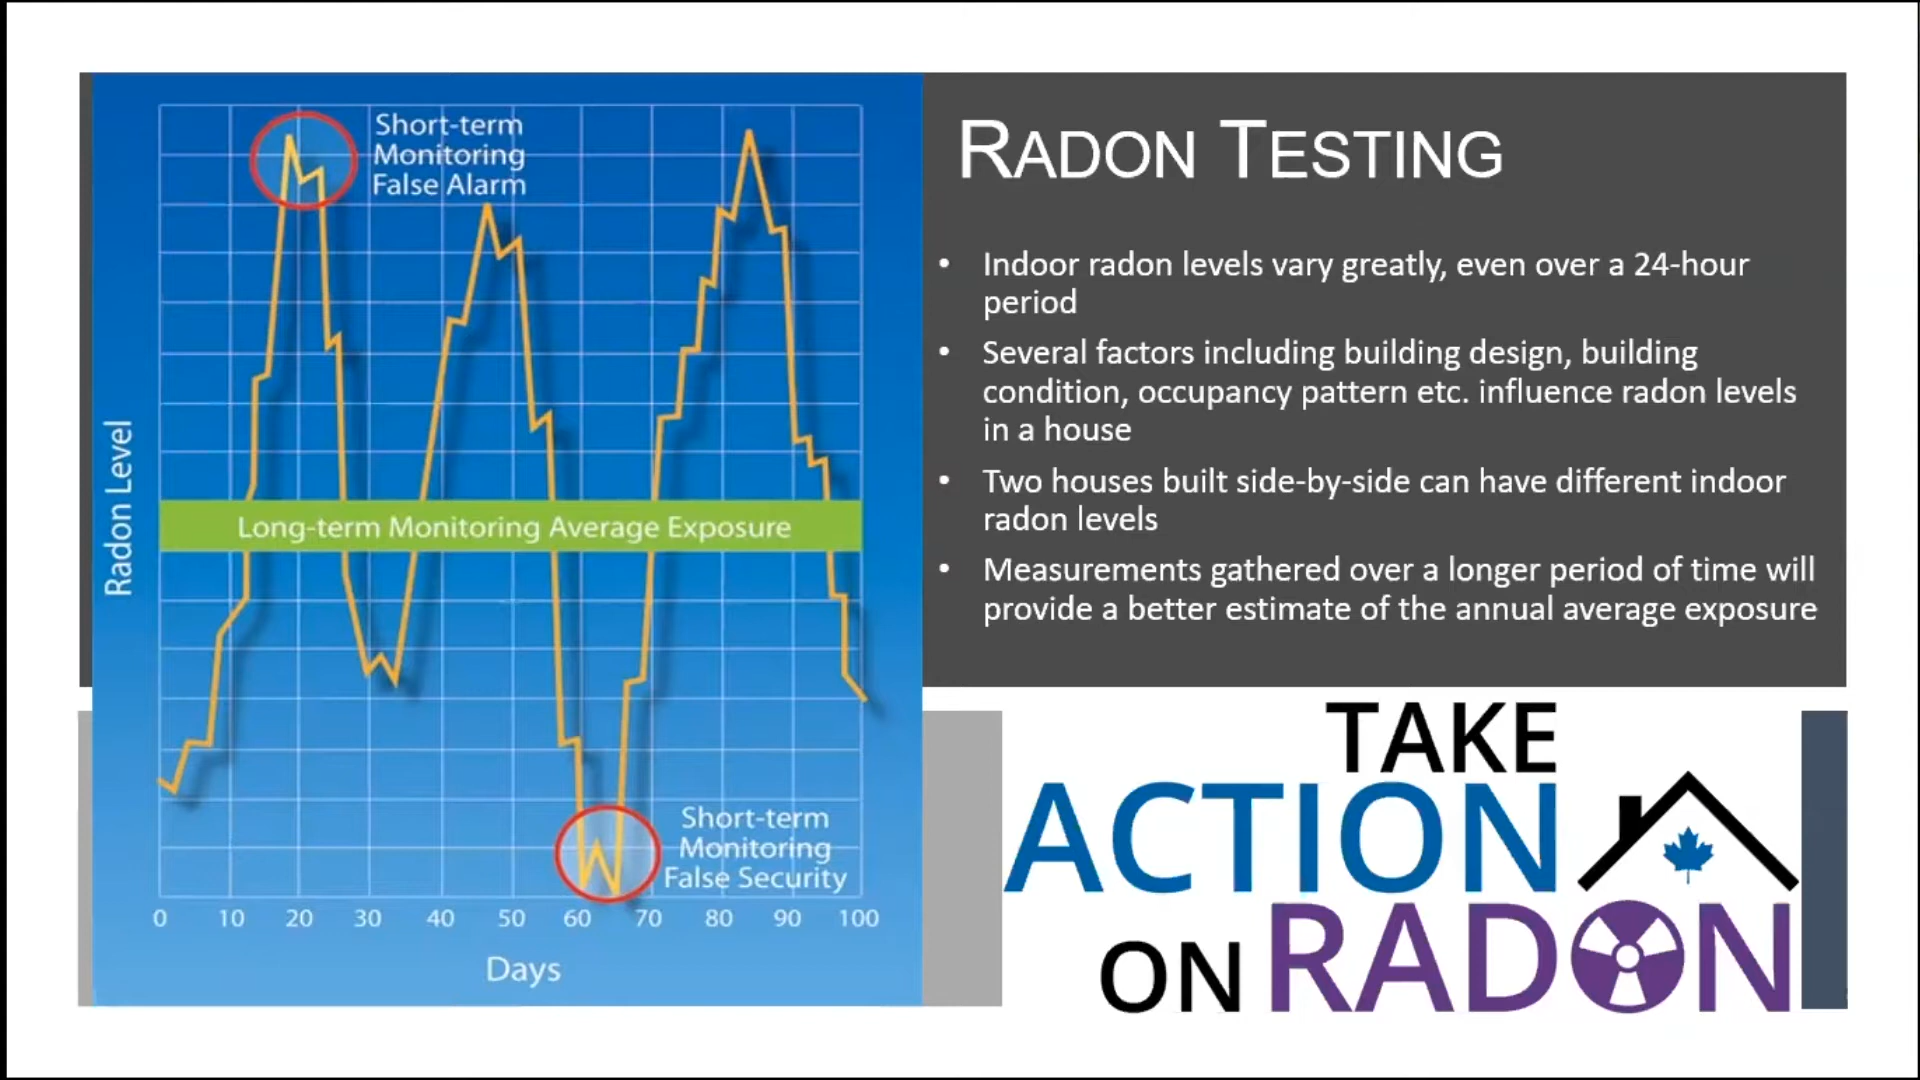 Short-term
Monitoring
False Alarm
Radon Level
Long-term Monitoring Average Exposure
Short-term
Monitoring
False Security
0 10 20 30 40 50 60 70 80 90 100
Days
RADON TESTING
• Indoor radon levels vary greatly, even over a 24-hour
period
• Several factors including building design, building
condition, occupancy pattern etc. influence radon levels
in a house
• Two houses built side-by-side can have different indoor
radon levels
• Measurements gathered over a longer period of time will
provide a better estimate of the annual average exposure
TAKE
ACTION
ON RADON